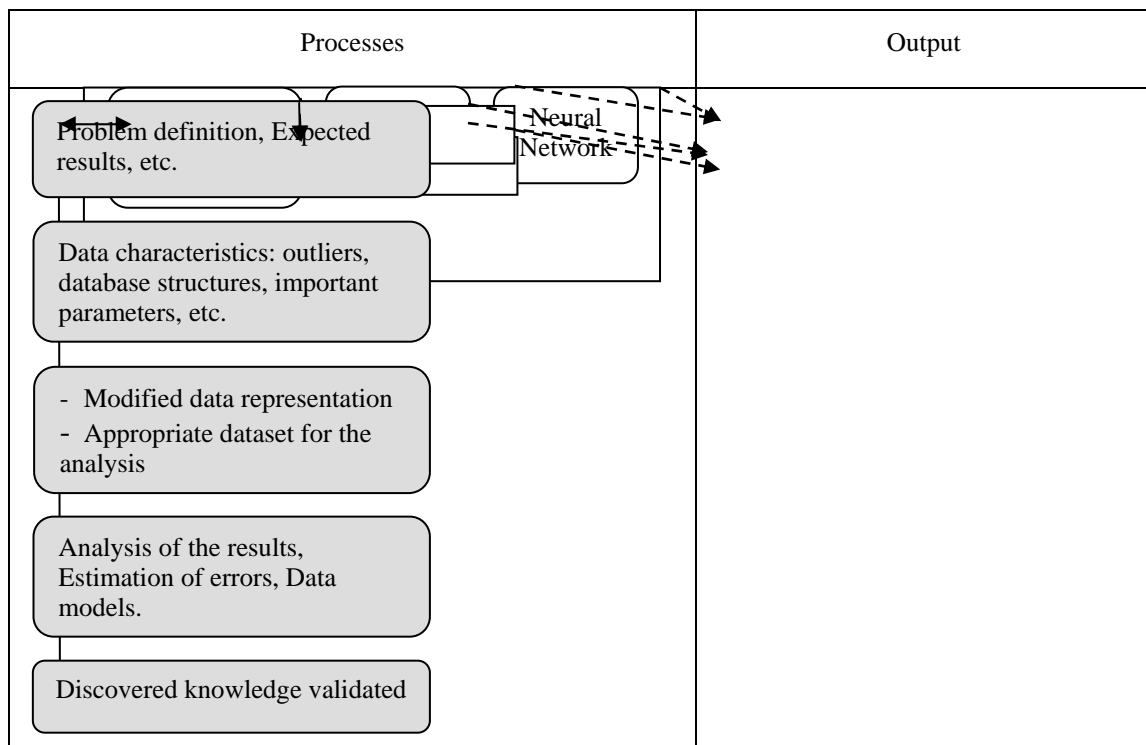 Processes
Output
Problem definition, Expected
results, etc.
Neural
Network
Data characteristics: outliers,
database structures, important
parameters, etc.
- Modified data representation
- Appropriate dataset for the
analysis
Analysis of the results,
Estimation of errors, Data
models.
Discovered knowledge validated